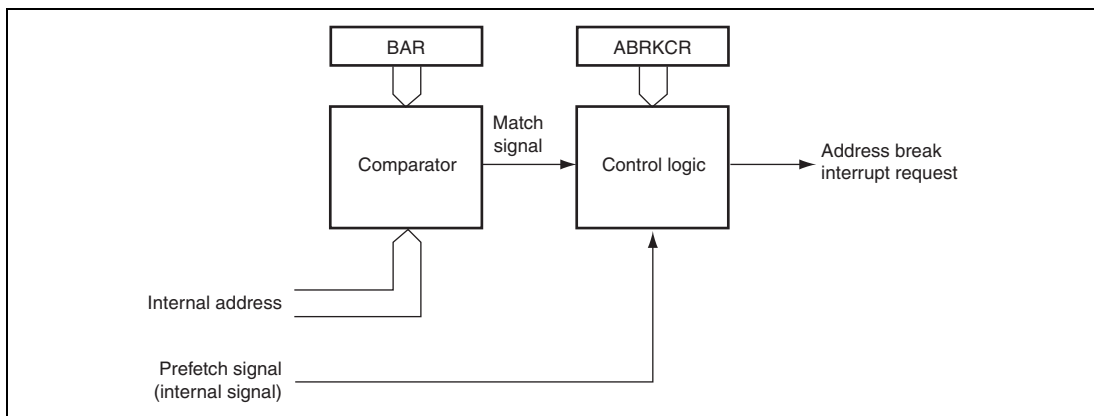 BAR
ABRKCR
Comparator
Match
signal
Control logic
Address break
interrupt request
Internal address
Prefetch signal
(internal signal)